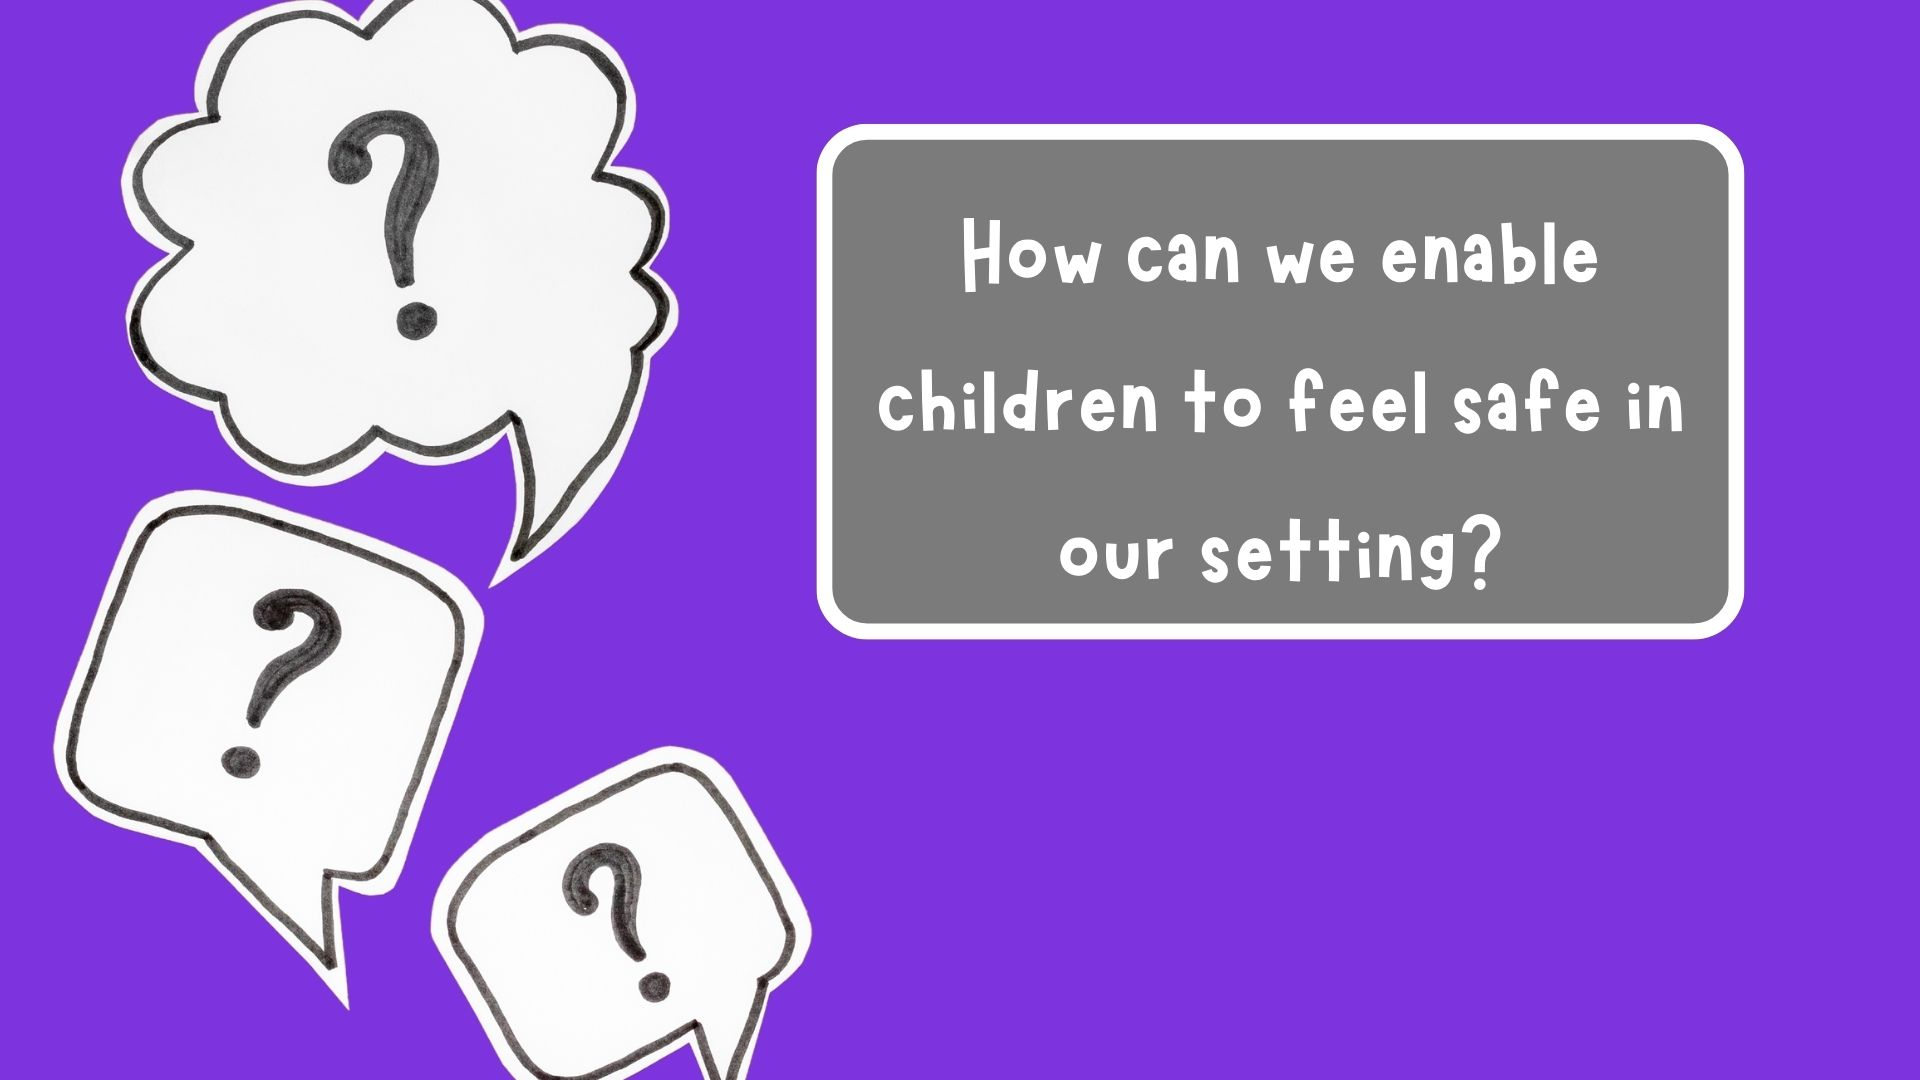 ?
?
?
How can we enable
children to feel safe in
our setting?